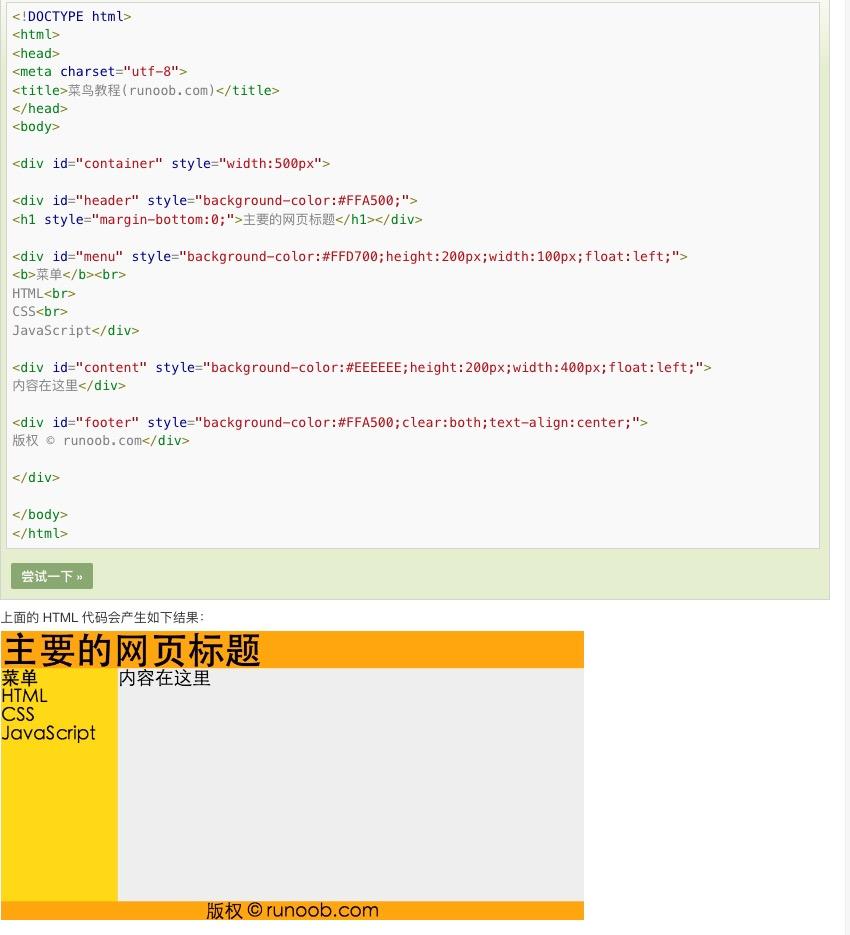 <!DOCTYPE html>
<html>
<head>
<meta charset="utf-8">
<title>菜鸟教程(runoob.com)</title>
</head>
<body>
<div id="container" style="width:500px">
<div id="header" style="background-color:#FFA500;">
<h1 style="margin-bottom:0;">主要的网页标题</h1></div>
<div id="menu" style="background-color:#FFD700;height:200px;width:100px;float:left;">
<b>菜单</b><br>
HTML<br>
CSS<br>
JavaScript</div>
<div id="content" style="background-color:#EEEEEE;height:200px;width:400px;float:left;">
内容在这里</div>
<div id="footer" style="background-color:#FFA500;clear:both;text-align:center;">
版权 © runoob.com</div>
</div>
</body>
</html>
尝试一下 »
上面的 HTML 代码会产生如下结果：
主要的网页标题
菜单
内容在这里
HTML
CSS
JavaScript
版权 © runoob.com